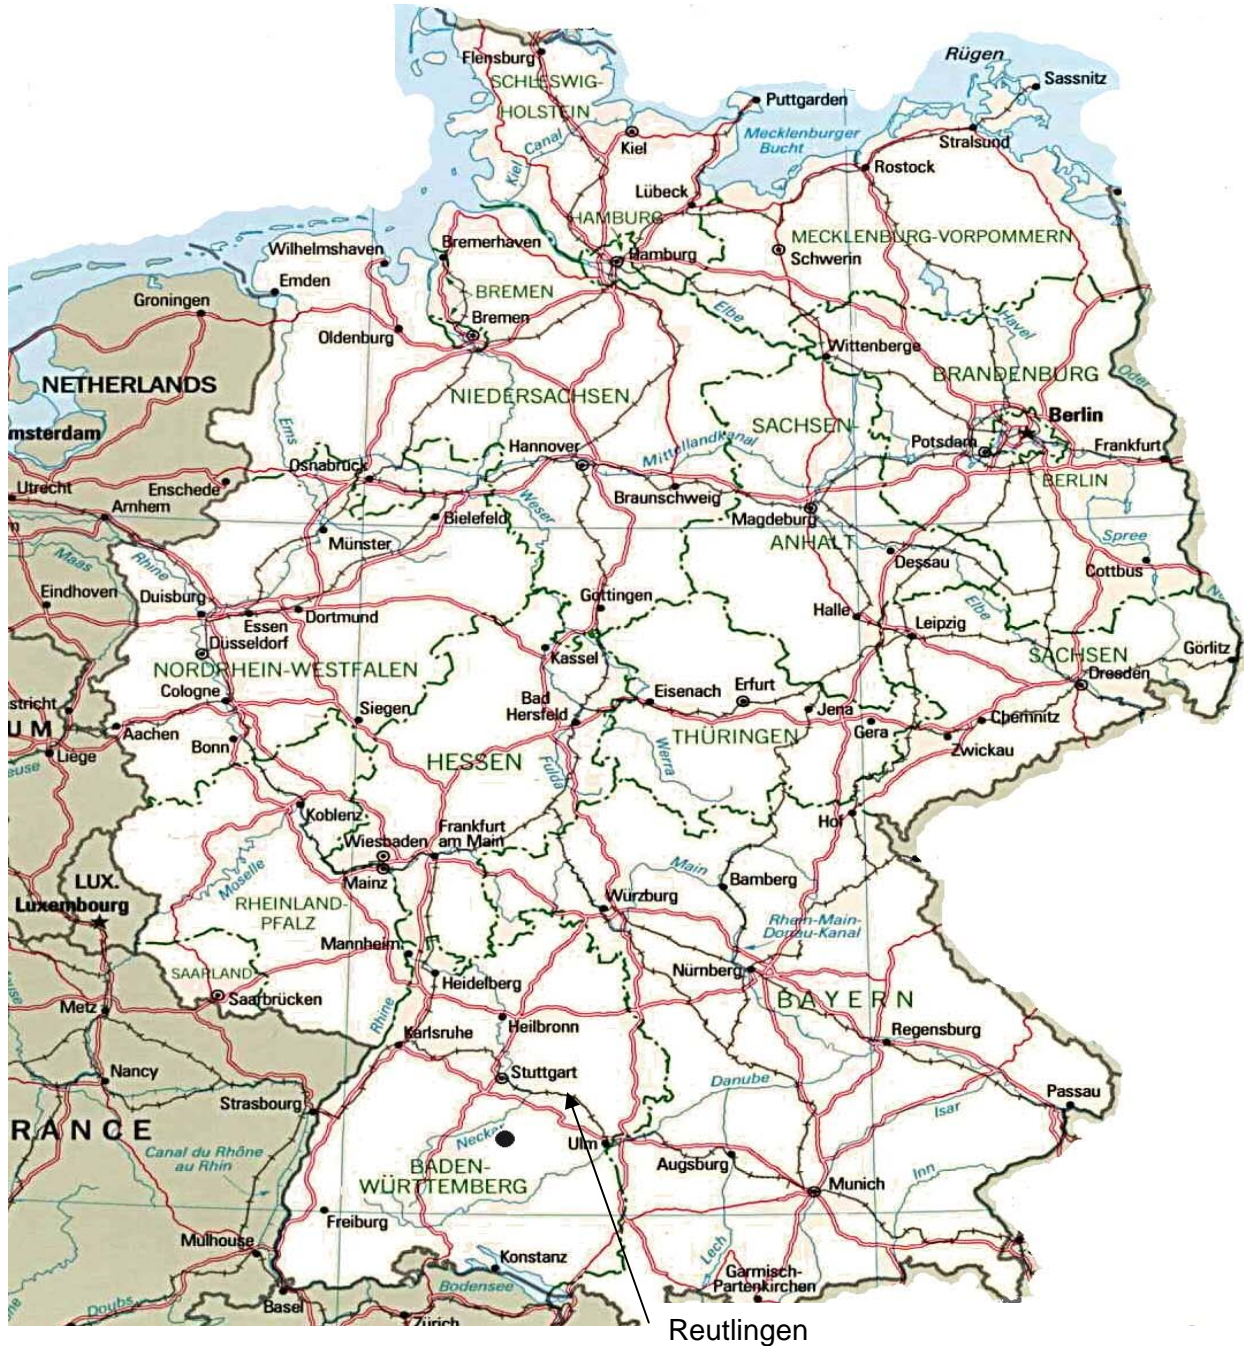 Rügen
Sassnitz
Flensburg
SCHLESWIG-
HOLSTEIN
Puttgarden
Mecklenburger
Bucht
Stralsund
Kiel
Canal
Kiel
Rostock
Lübeck
HAMBURG
Hamburg
MECKLENBURG-VORPOMMERN
Schwerin
Wilhelmshaven
Bremerhaven
Emden
Groningen
BREMEN
Bremen
Oldenburg
Elbe
Havel
Wittenberge
NETHERLANDS
NIEDERSACHSEN
BRANDENBURG
Oder
Berlin
msterdam
Ems
SACHSEN-
Hannover
Mittellandkanal
Potsdam
Frankfurt
Osnabrück
Utrecht
Enschede
Arnhem
Braunschweig
BERLIN
Weser
Bielefeld
Magdeburg
ANHALT
Münster
Spree
Maas
Rhine
Dessau
Cottbus
Eindhoven
Duisburg
Essen
Dortmund
Göttingen
Halle
Leipzig
Elbe
Düsseldorf
NORDRHEIN-WESTFALEN
Kassel
SACHSEN
Görlitz
Dresden
Cologne
Siegen
Bad
Hersfeld
Eisenach
Erfurt
Jena
Gera
Chemnitz
Zwickau
stricht
UM
Aachen
Liège
Bonn
HESSEN
THÜRINGEN
Werra
Fulda
euse
Koblenz
Hof
Wiesbaden
Frankfurt
am Main
Mainz
Moselle
LUX.
Luxembourg
RHEINLAND-
PFALZ
Main
Bamberg
Würzburg
Rhein-Main-
Donau-Kanal
Mannheim
SAARLAND
Saarbrücken
Heidelberg
Nürnberg
BAYERN
Metz
Rhine
Karlsruhe
Heilbronn
Regensburg
Nancy
Stuttgart
Danube
Passau
Strasbourg
Isar
RANCE
Canal du Rhône
au Rhin
Neckar
Ulm
Augsburg
BADEN-
WÜRTTEMBERG
Inn
Munich
Freiburg
Mulhouse
Konstanz
Lech
Garmisch-
Partenkirchen
Bodensee
Doubs
Basel
Zürich
Reutlingen